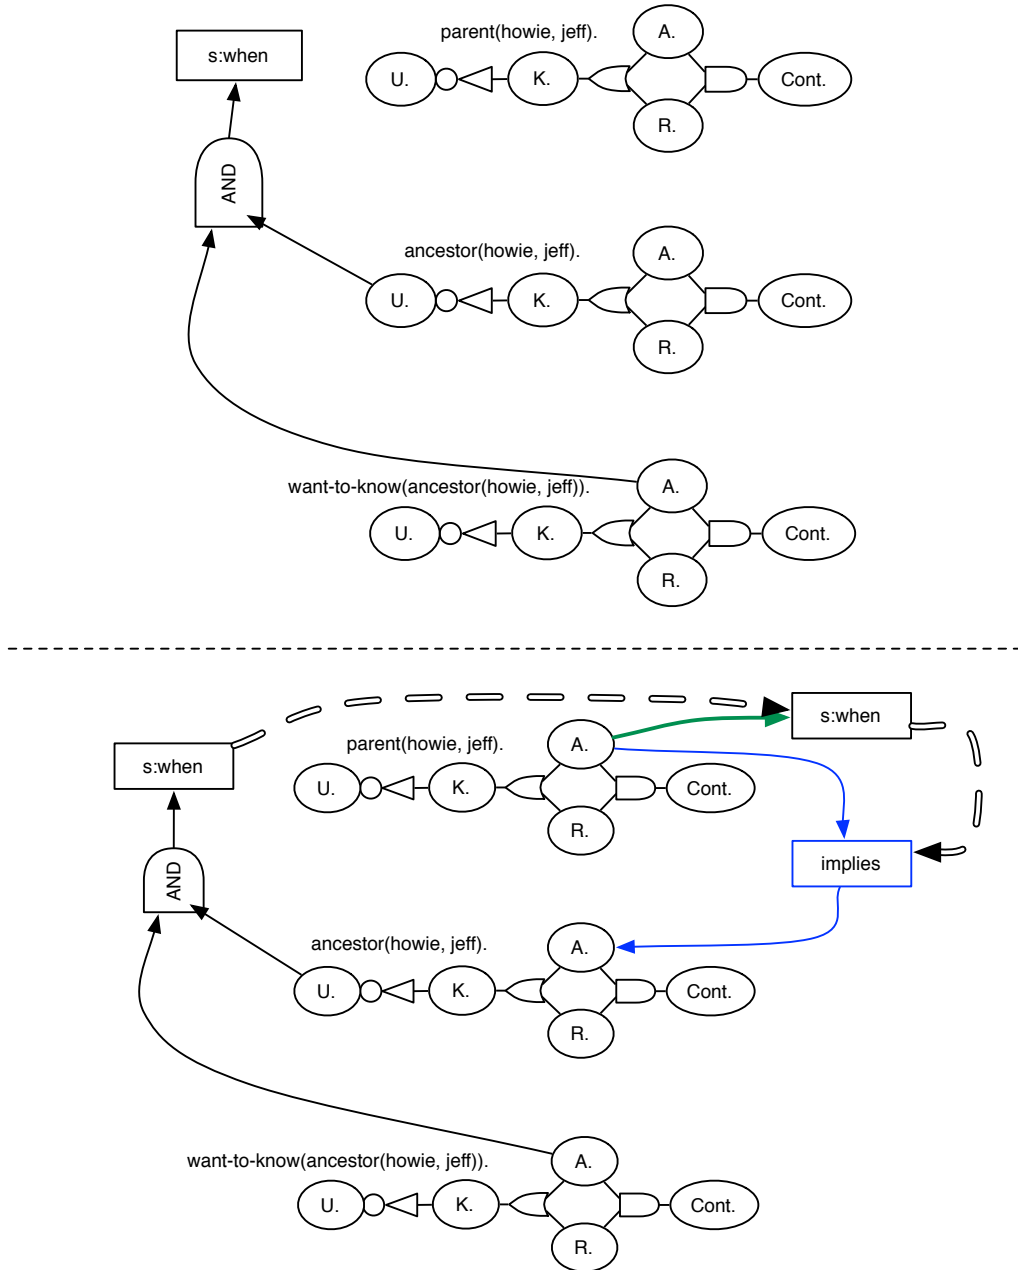 parent(howie, jeff).
A.
s:when
U.
K.
Cont.
R.
AND
ancestor(howie, jeff).
A.
U.
K.
Cont.
R.
want-to-know(ancestor(howie, jeff)).
A.
U.
K.
Cont.
R.
s:when
parent(howie, jeff).
A.
s:when
U.
K.
Cont.
R.
implies
AND
ancestor(howie, jeff).
A.
U.
K.
Cont.
R.
want-to-know(ancestor(howie, jeff)).
A.
U.
K.
Cont.
R.